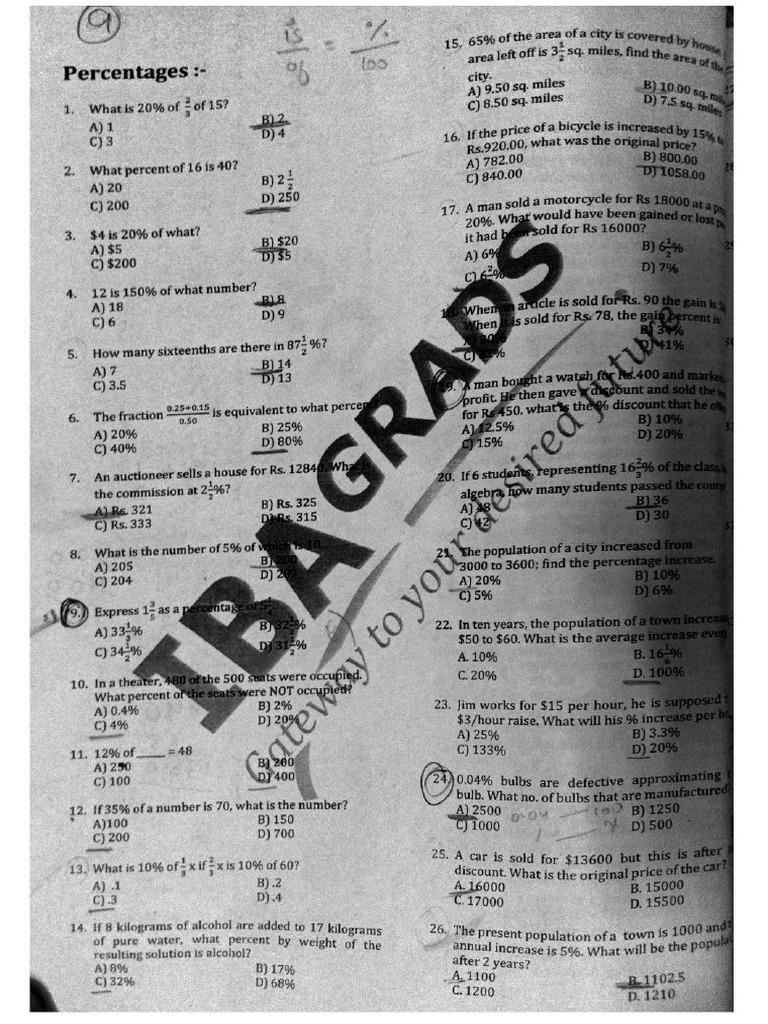 9
is / of = % / 100
Percentages :-
1. What is 20% of 2/3 of 15?
A) 1 B) 2
C) 3 D) 4
2. What percent of 16 is 40?
A) 20 B) 2 1/2
C) 200 D) 250
3. $4 is 20% of what?
A) $5 B) $20
C) $200 D) $5
4. 12 is 150% of what number?
A) 18 B) 8
C) 6 D) 9
5. How many sixteenths are there in 87 1/2 %?
A) 7 B) 14
C) 3.5 D) 13
6. The fraction 0.25+0.15 / 0.50 is equivalent to what percen
A) 20% B) 25%
C) 40% D) 80%
7. An auctioneer sells a house for Rs. 12840. What is
the commission at 2 1/2 %?
A) Rs. 321 B) Rs. 325
C) Rs. 333 D) Rs. 315
8. What is the number of 5% of which is 10.
A) 205 B) 200
C) 204 D) 202
9. Express 1 3/5 as a percentage of
A) 33 1/3 % B) 32 1/2 %
C) 34 1/2 % D) 31 1/2 %
10. In a theater, 480 of the 500 seats were occupied.
What percent of the seats were NOT occupied?
A) 0.4% B) 2%
C) 4% D) 20%
11. 12% of ____ = 48
A) 250 B) 200
C) 100 D) 400
12. If 35% of a number is 70, what is the number?
A)100 B) 150
C) 200 D) 700
13. What is 10% of 1/3 x if 2/3 x is 10% of 60?
A) .1 B) .2
C) .3 D) .4
14. If 8 kilograms of alcohol are added to 17 kilograms
of pure water, what percent by weight of the
resulting solution is alcohol?
A) 8% B) 17%
C) 32% D) 68%
15. 65% of the area of a city is covered by house
area left off is 3 1/2 sq. miles, find the area of the
city.
A) 9.50 sq. miles B) 10.00 sq. miles
C) 8.50 sq. miles D) 7.5 sq. miles
16. If the price of a bicycle is increased by 15%
Rs.920.00, what was the original price?
A) 782.00 B) 800.00
C) 840.00 D) 1058.00
17. A man sold a motorcycle for Rs 18000 at a
20%. What would have been gained or lost
it had been sold for Rs 16000?
A) 6% B) 6 1/2 %
C) 6 2/3 % D) 7%
18. When an article is sold for Rs. 90 the gain is
When it is sold for Rs. 78, the gain percent is
A) 30% B) 34%
D) 41%
19. A man bought a watch for Rs.400 and marked
profit. He then gave a discount and sold the
for Rs 450. what is the % discount that he
A) 12.5% B) 10%
C) 15% D) 20%
20. If 6 students, representing 16 2/3 % of the class,
algebra, how many students passed the cour
A) 48 B) 36
C) 42 D) 30
21. The population of a city increased from
3000 to 3600; find the percentage increase.
A) 20% B) 10%
C) 5% D) 6%
22. In ten years, the population of a town increa
$50 to $60. What is the average increase
A. 10% B. 16 1/6 %
C. 20% D. 100%
23. Jim works for $15 per hour, he is supposed
$3/hour raise. What will his % increase per
A) 25% B) 3.3%
C) 133% D) 20%
24. 0.04% bulbs are defective approximating
bulb. What no. of bulbs that are manufactured
A) 2500 B) 1250
C) 1000 D) 500
0.04 100
25. A car is sold for $13600 but this is after
discount. What is the original price of the car?
A. 16000 B. 15000
C. 17000 D. 15500
26. The present population of a town is 1000 and
annual increase is 5%. What will be the popula
after 2 years?
A. 1100 B. 1102.5
C. 1200 D. 1210
IBA GRADS
Gateway to your desired future